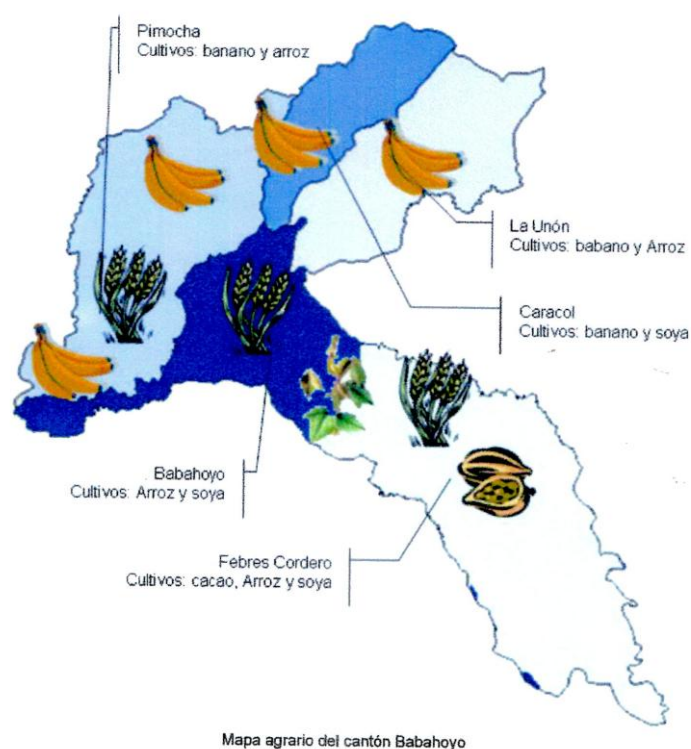 Pimocha
Cultivos: banano y arroz
La Unón
Cultivos: babano y Arroz
Caracol
Cultivos: banano y soya
Babahoyo
Cultivos: Arroz y soya
Febres Cordero
Cultivos: cacao, Arroz y soya
Mapa agrario del cantón Babahoyo